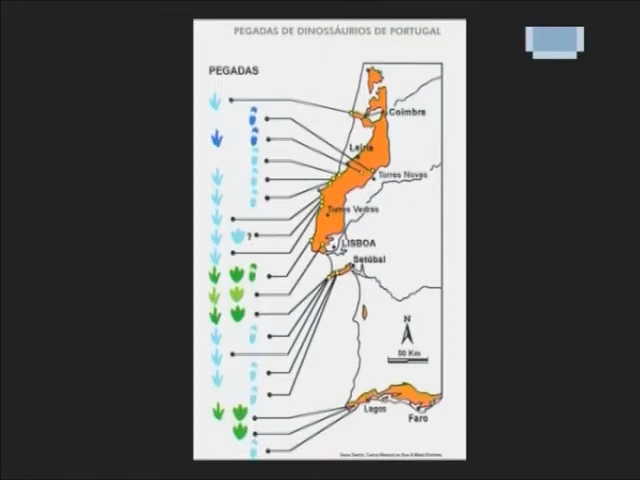 PEGADAS DE DINOSSÁURIOS DE PORTUGAL
PEGADAS
Coimbra
Leiria
Torres Novas
Torres Vedras
?
LISBOA
Setúbal
N
50 Km
Lagos
Faro